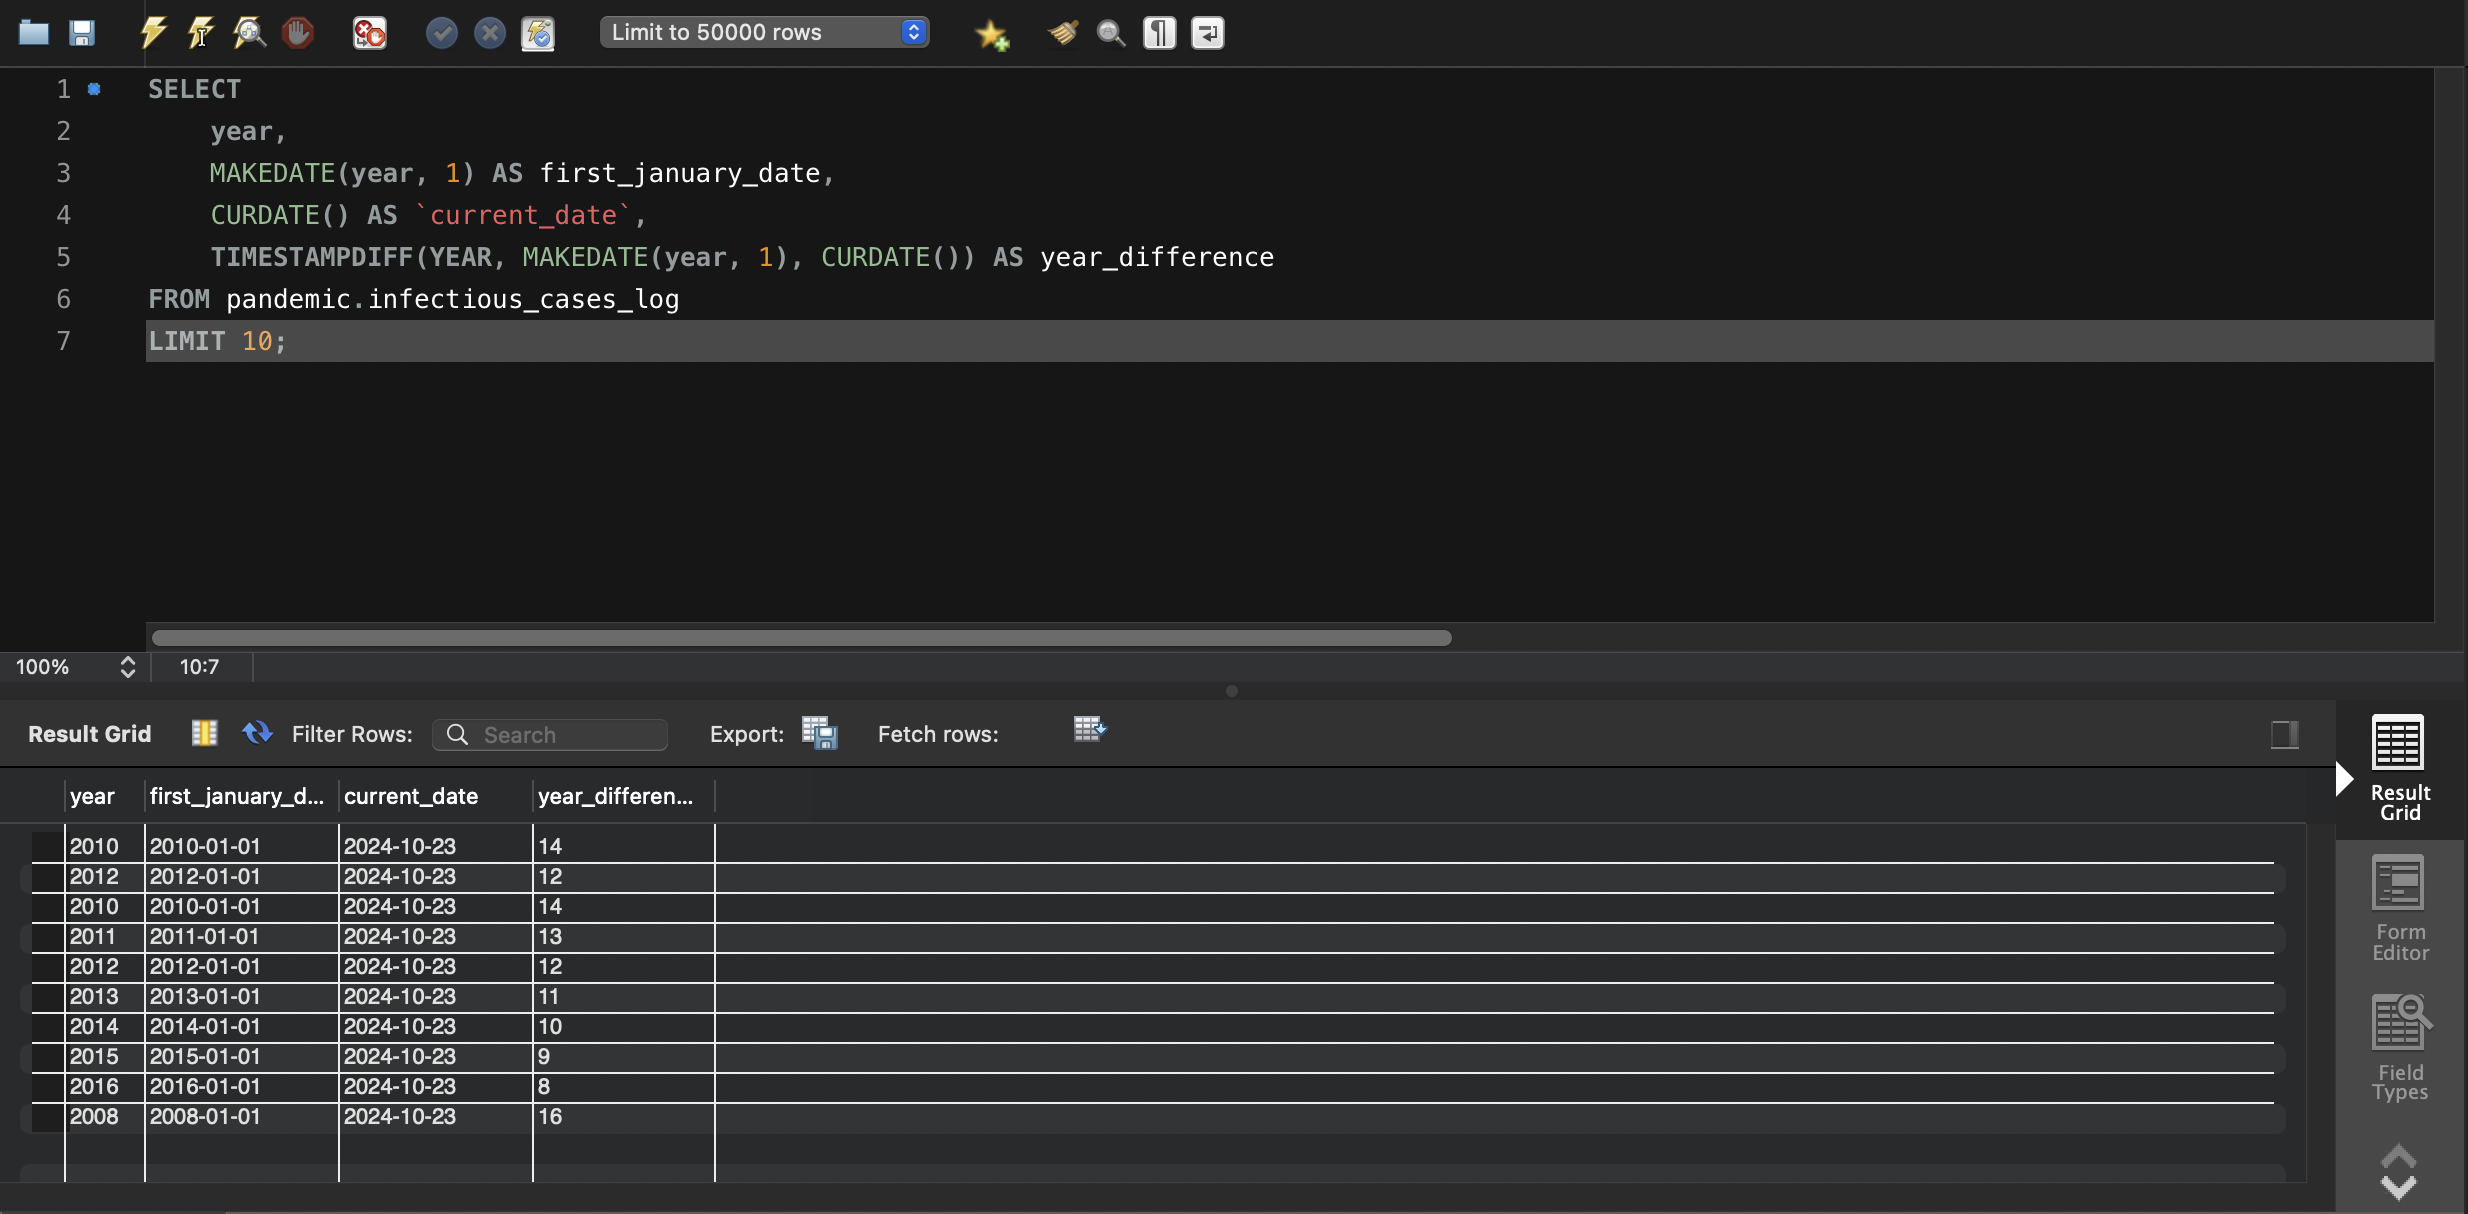 Limit to 50000 rows
1 SELECT
2 year,
3 MAKEDATE(year, 1) AS first_january_date,
4 CURDATE() AS `current_date`,
5 TIMESTAMPDIFF(YEAR, MAKEDATE(year, 1), CURDATE()) AS year_difference
6 FROM pandemic.infectious_cases_log
7 LIMIT 10;
100% 10:7
Result Grid Filter Rows: Search Export: Fetch rows:
year first_january_d... current_date year_differen...
2010 2010-01-01 2024-10-23 14
2012 2012-01-01 2024-10-23 12
2010 2010-01-01 2024-10-23 14
2011 2011-01-01 2024-10-23 13
2012 2012-01-01 2024-10-23 12
2013 2013-01-01 2024-10-23 11
2014 2014-01-01 2024-10-23 10
2015 2015-01-01 2024-10-23 9
2016 2016-01-01 2024-10-23 8
2008 2008-01-01 2024-10-23 16
Result
Grid
Form
Editor
Field
Types